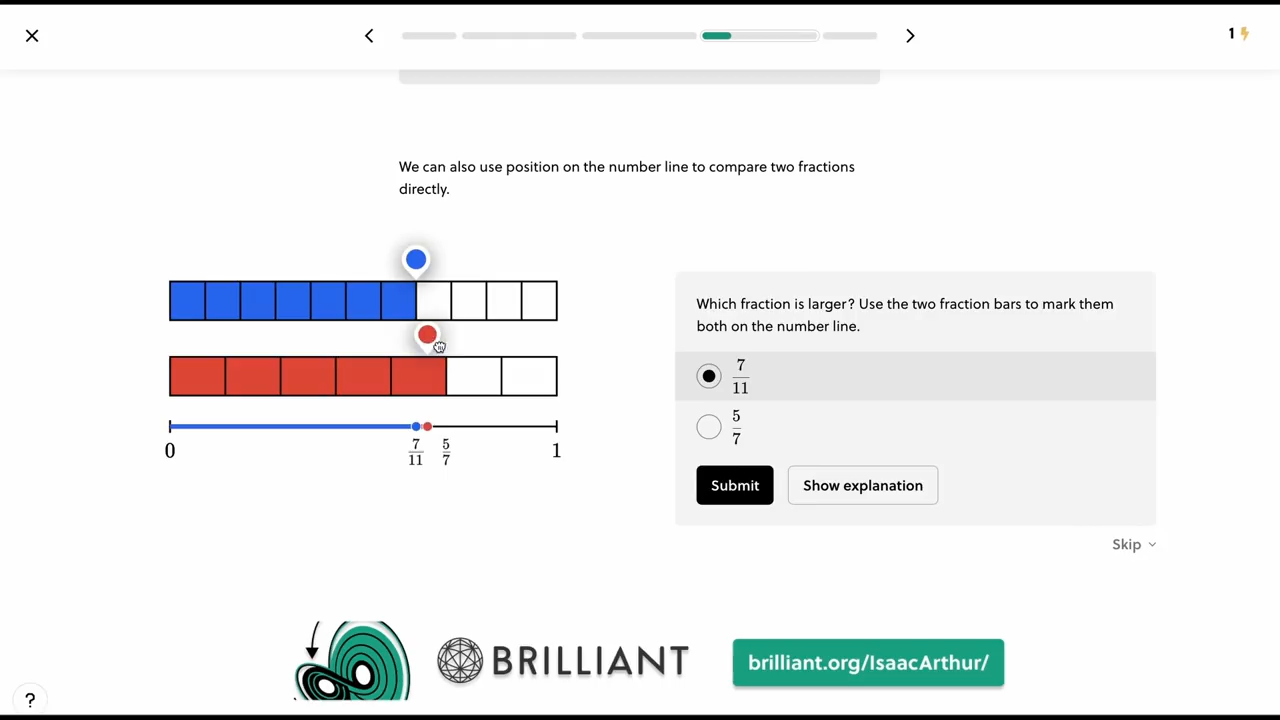 1
We can also use position on the number line to compare two fractions
directly.
Which fraction is larger? Use the two fraction bars to mark them
both on the number line.
7/11
5/7
0 7/11 5/7 1
Submit Show explanation
Skip
BRILLIANT
brilliant.org/IsaacArthur/
?